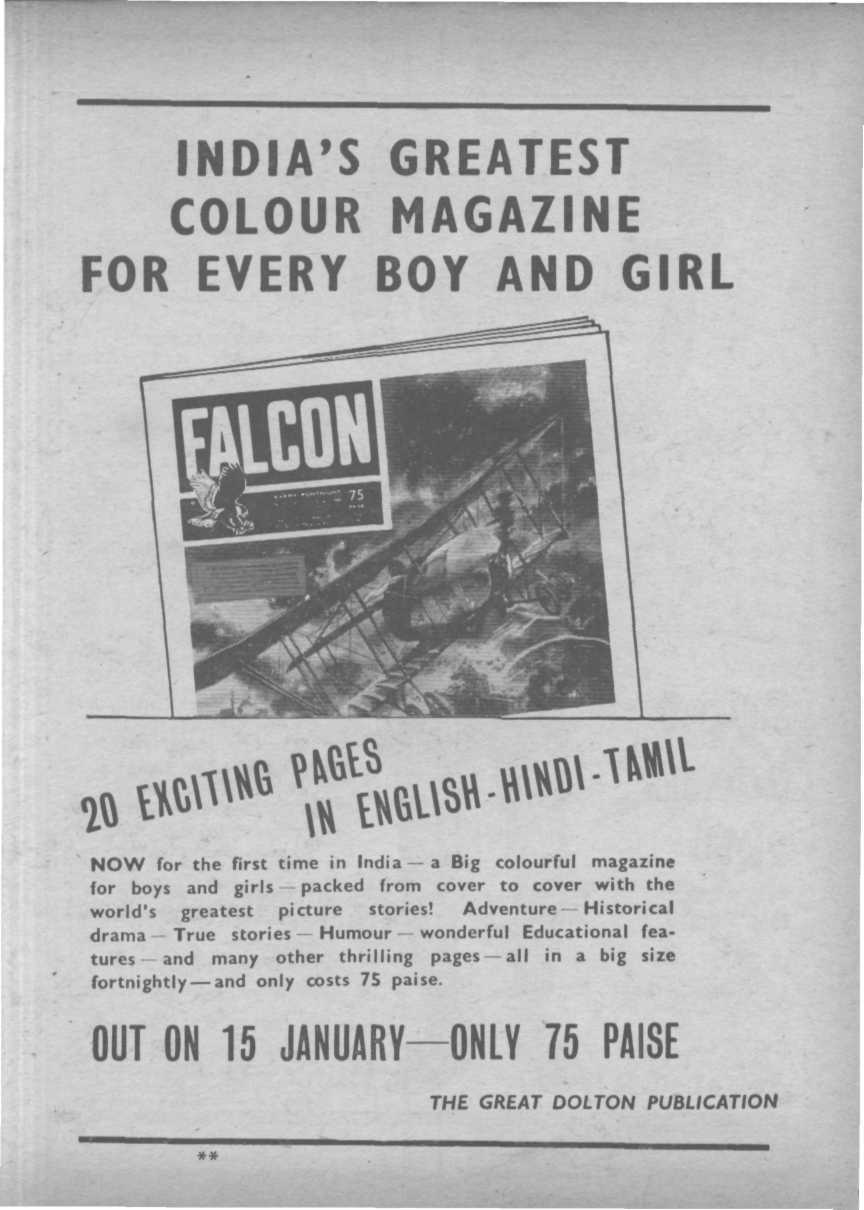 INDIA'S GREATEST
COLOUR MAGAZINE
FOR EVERY BOY AND GIRL
FALCON
75
20 EXCITING PAGES
IN ENGLISH-HINDI-TAMIL
NOW for the first time in India — a Big colourful magazine
for boys and girls — packed from cover to cover with the
world's greatest picture stories! Adventure — Historical
drama — True stories — Humour — wonderful Educational fea-
tures — and many other thrilling pages — all in a big size
fortnightly — and only costs 75 paise.
OUT ON 15 JANUARY—ONLY 75 PAISE
THE GREAT DOLTON PUBLICATION
**